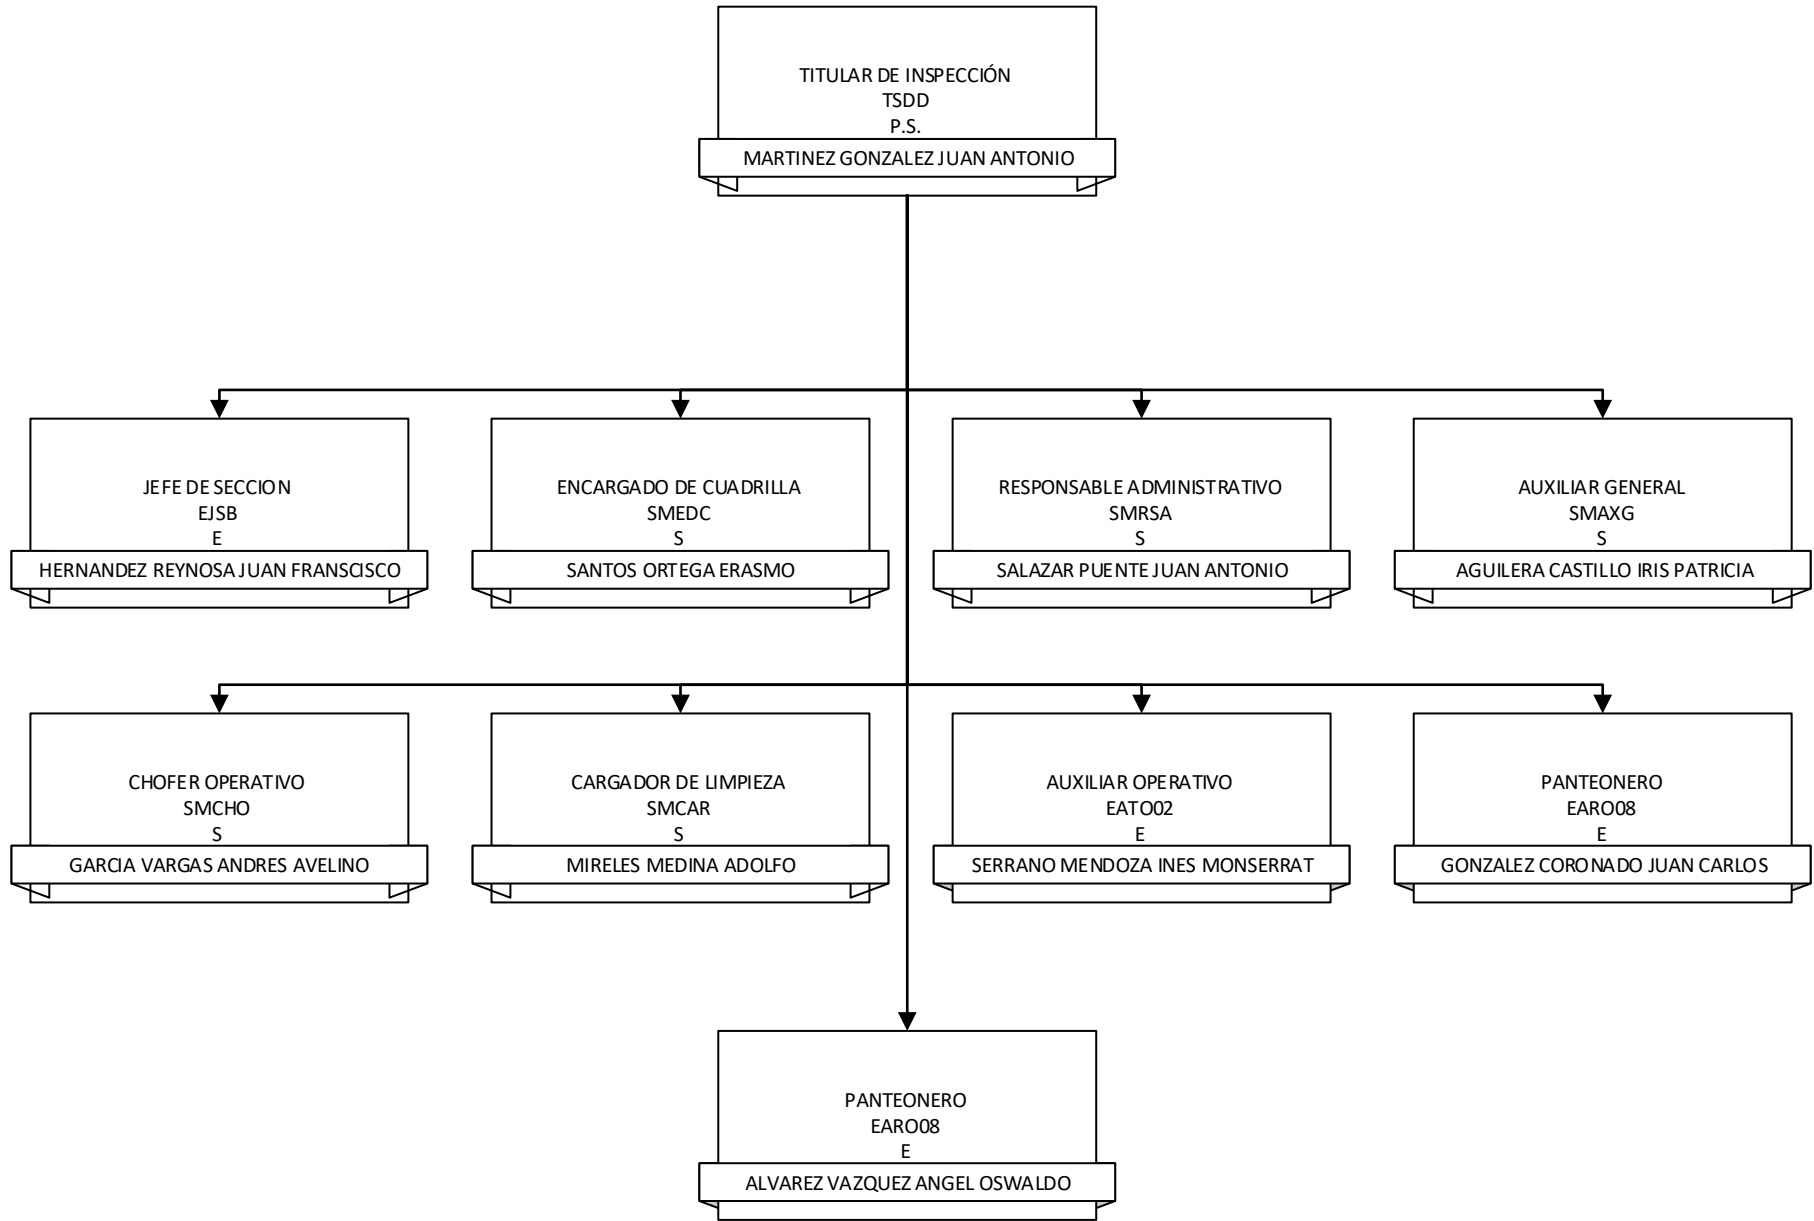 TITULAR DE INSPECCIÓN
TSDD
P.S.
MARTINEZ GONZALEZ JUAN ANTONIO
JEFE DE SECCION
EJSB
E
HERNANDEZ REYNOSA JUAN FRANSCISCO
ENCARGADO DE CUADRILLA
SMEDC
S
SANTOS ORTEGA ERASMO
RESPONSABLE ADMINISTRATIVO
SMRSA
S
SALAZAR PUENTE JUAN ANTONIO
AUXILIAR GENERAL
SMAXG
S
AGUILERA CASTILLO IRIS PATRICIA
CHOFER OPERATIVO
SMCHO
S
GARCIA VARGAS ANDRES AVELINO
CARGADOR DE LIMPIEZA
SMCAR
S
MIRELES MEDINA ADOLFO
AUXILIAR OPERATIVO
EATO02
E
SERRANO MENDOZA INES MONSERRAT
PANTEONERO
EARO08
E
GONZALEZ CORONADO JUAN CARLOS
PANTEONERO
EARO08
E
ALVAREZ VAZQUEZ ANGEL OSWALDO